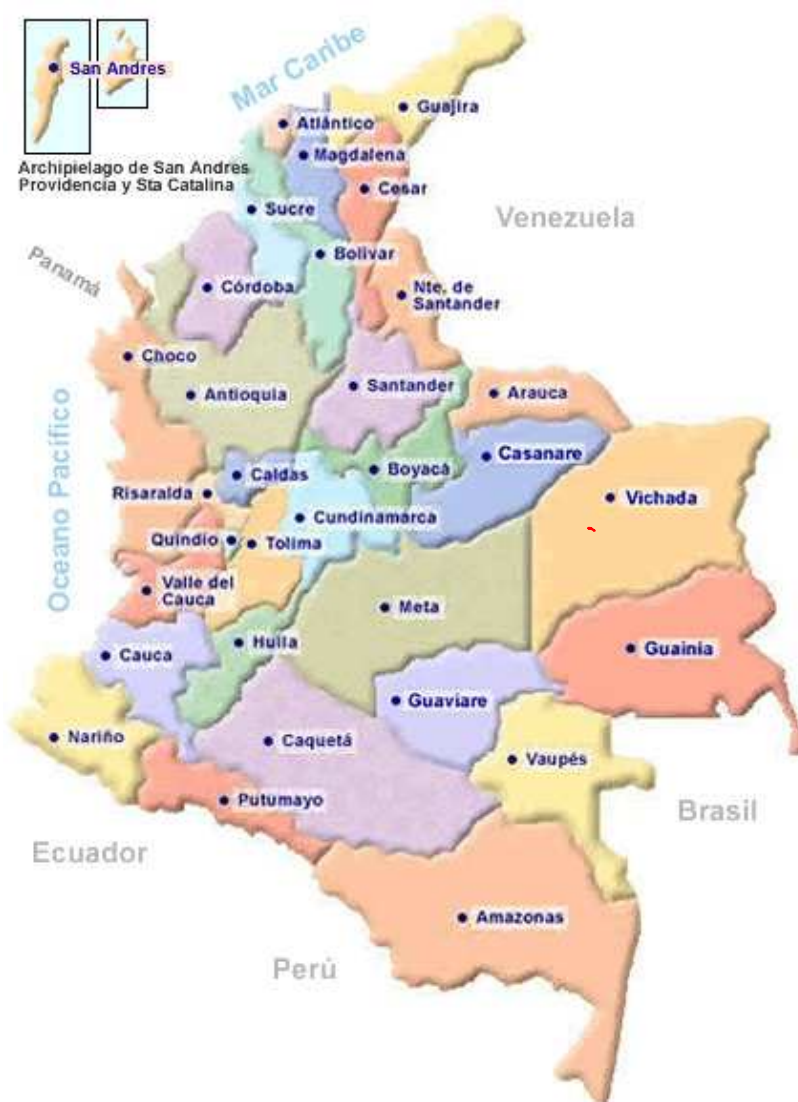 San Andres
Archipielago de San Andres
Providencia y Sta Catalina
Mar Caribe
Guajira
Atlántico
Magdalena
Cesar
Sucre
Venezuela
Bolivar
Panamá
Córdoba
Nte. de
Santander
Choco
Santander
Antioquia
Arauca
Oceano Pacífico
Casanare
Caldas
Boyacá
Risaralda
Vichada
Cundinamarca
Quindio
Tolima
Valle del
Cauca
Meta
Huila
Cauca
Guainía
Guaviare
Nariño
Caquetá
Vaupés
Putumayo
Brasil
Ecuador
Amazonas
Perú